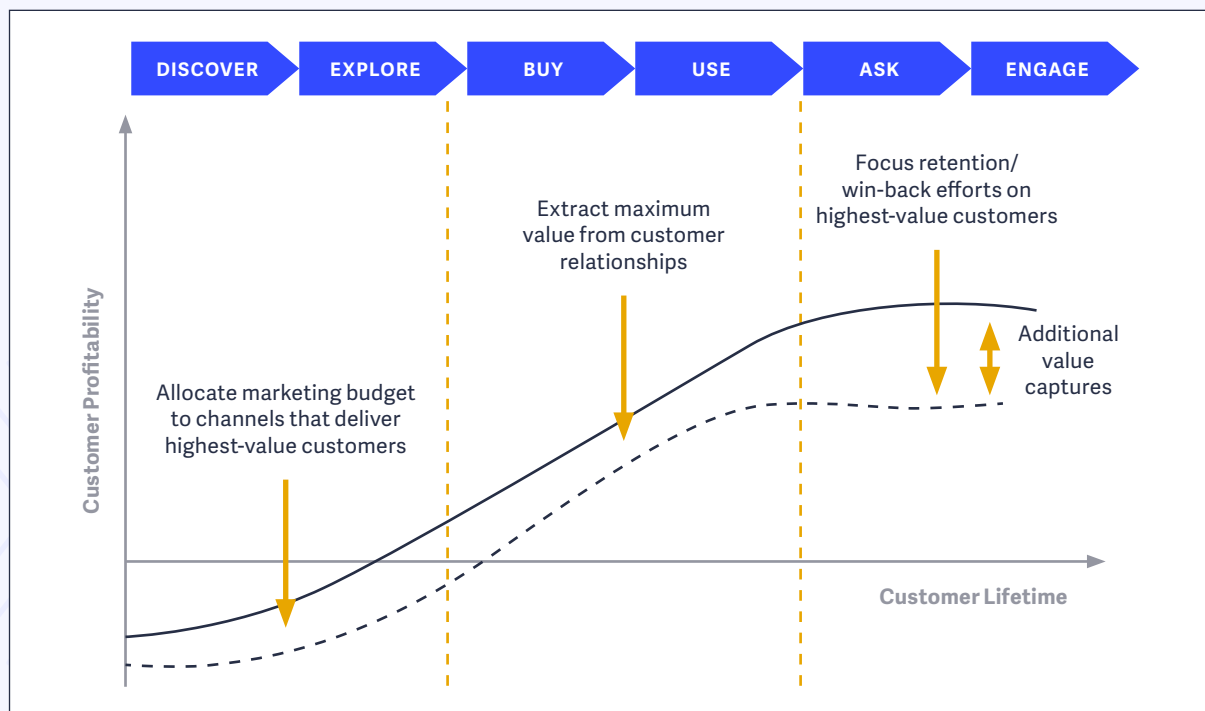 DISCOVER
EXPLORE
BUY
USE
ASK
ENGAGE
Focus retention/
win-back efforts on
highest-value customers
Extract maximum
value from customer
relationships
Additional
value
captures
Allocate marketing budget
to channels that deliver
highest-value customers
Customer Profitability
Customer Lifetime